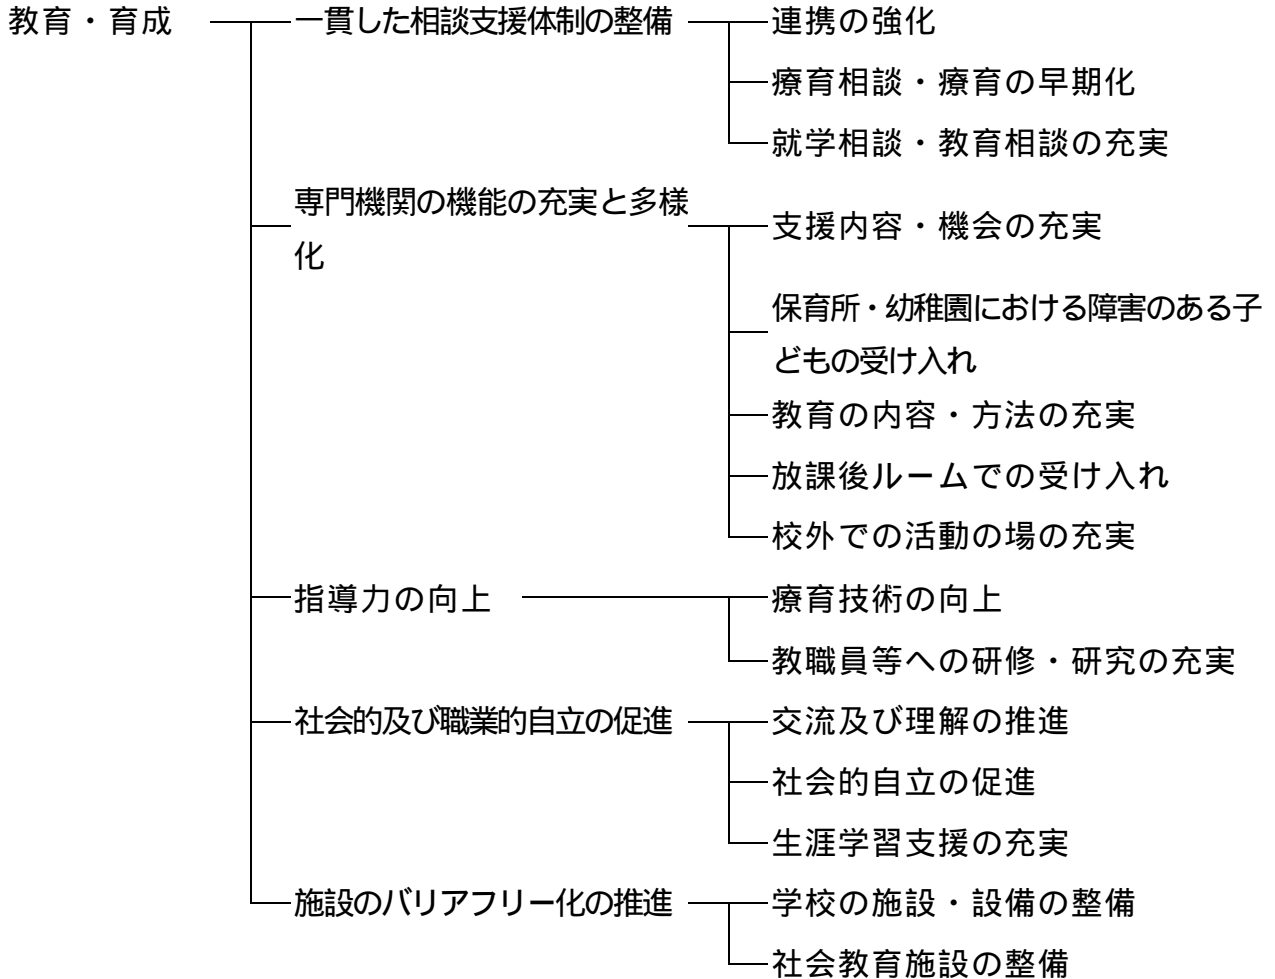 教育・育成
一貫した相談支援体制の整備
連携の強化
療育相談・療育の早期化
就学相談・教育相談の充実
専門機関の機能の充実と多様
化
支援内容・機会の充実
保育所・幼稚園における障害のある子
どもの受け入れ
教育の内容・方法の充実
放課後ルームでの受け入れ
校外での活動の場の充実
指導力の向上
療育技術の向上
教職員等への研修・研究の充実
社会的及び職業的自立の促進
交流及び理解の推進
社会的自立の促進
生涯学習支援の充実
施設のバリアフリー化の推進
学校の施設・設備の整備
社会教育施設の整備